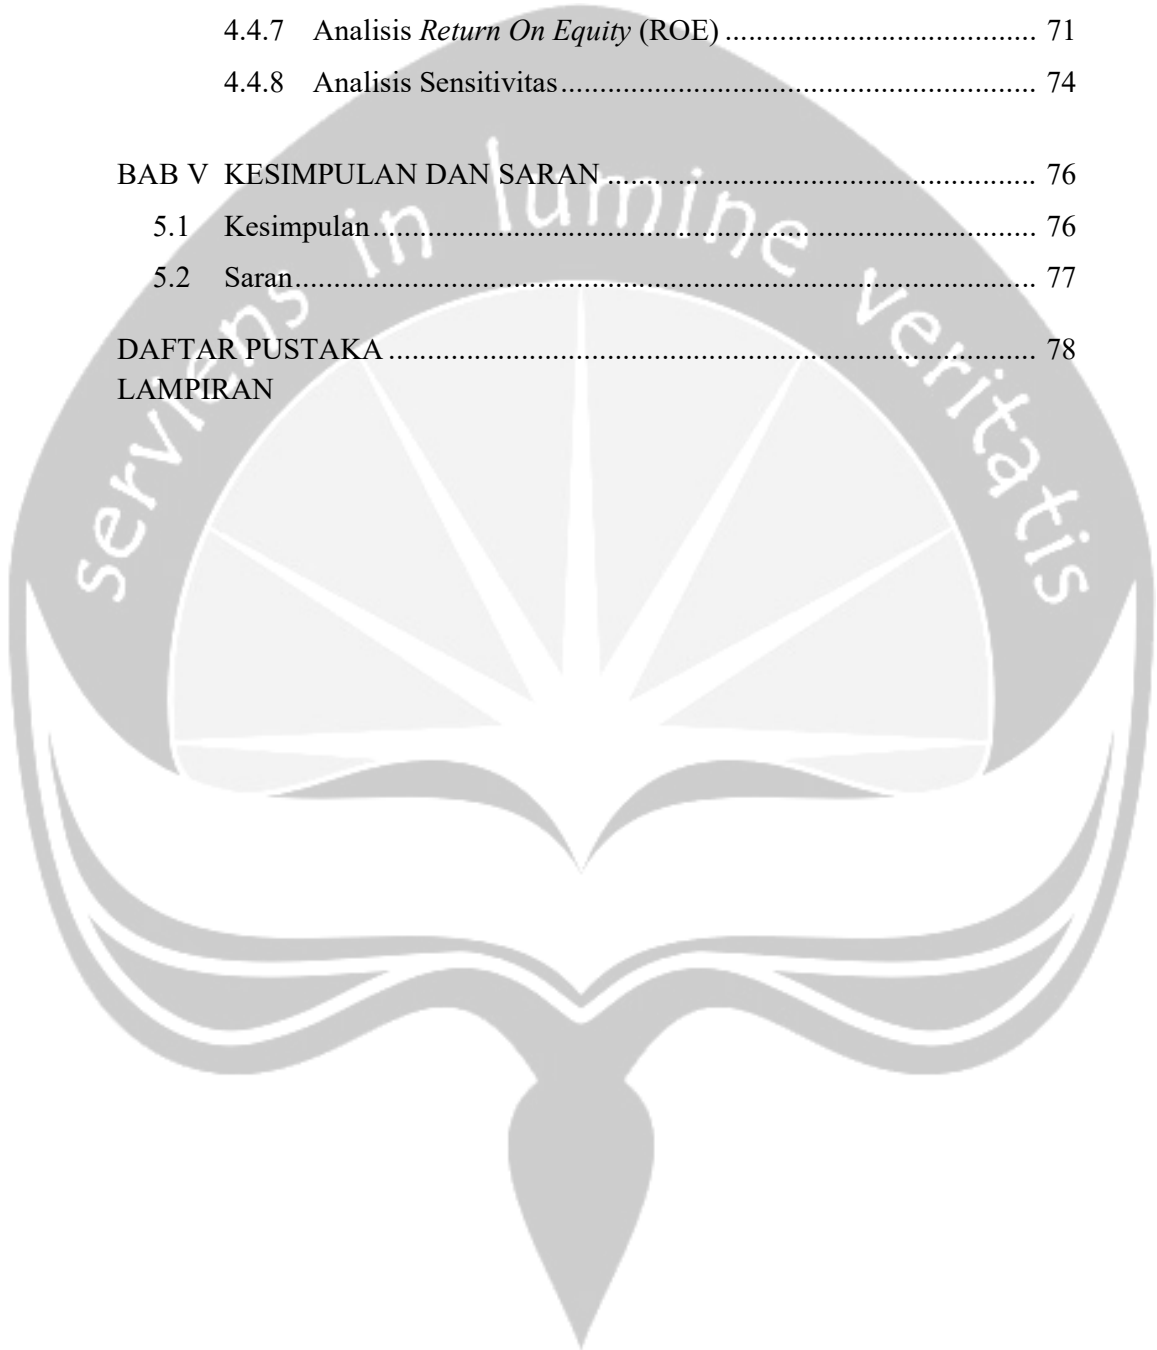 4.4.7 Analisis Return On Equity (ROE) ................................... 71
4.4.8 Analisis Sensitivitas ..................................................... 74
BAB V KESIMPULAN DAN SARAN ................................................ 76
5.1 Kesimpulan .......................................................................... 76
5.2 Saran ................................................................................... 77
DAFTAR PUSTAKA ......................................................................... 78
LAMPIRAN
serviens in lumine veritatis